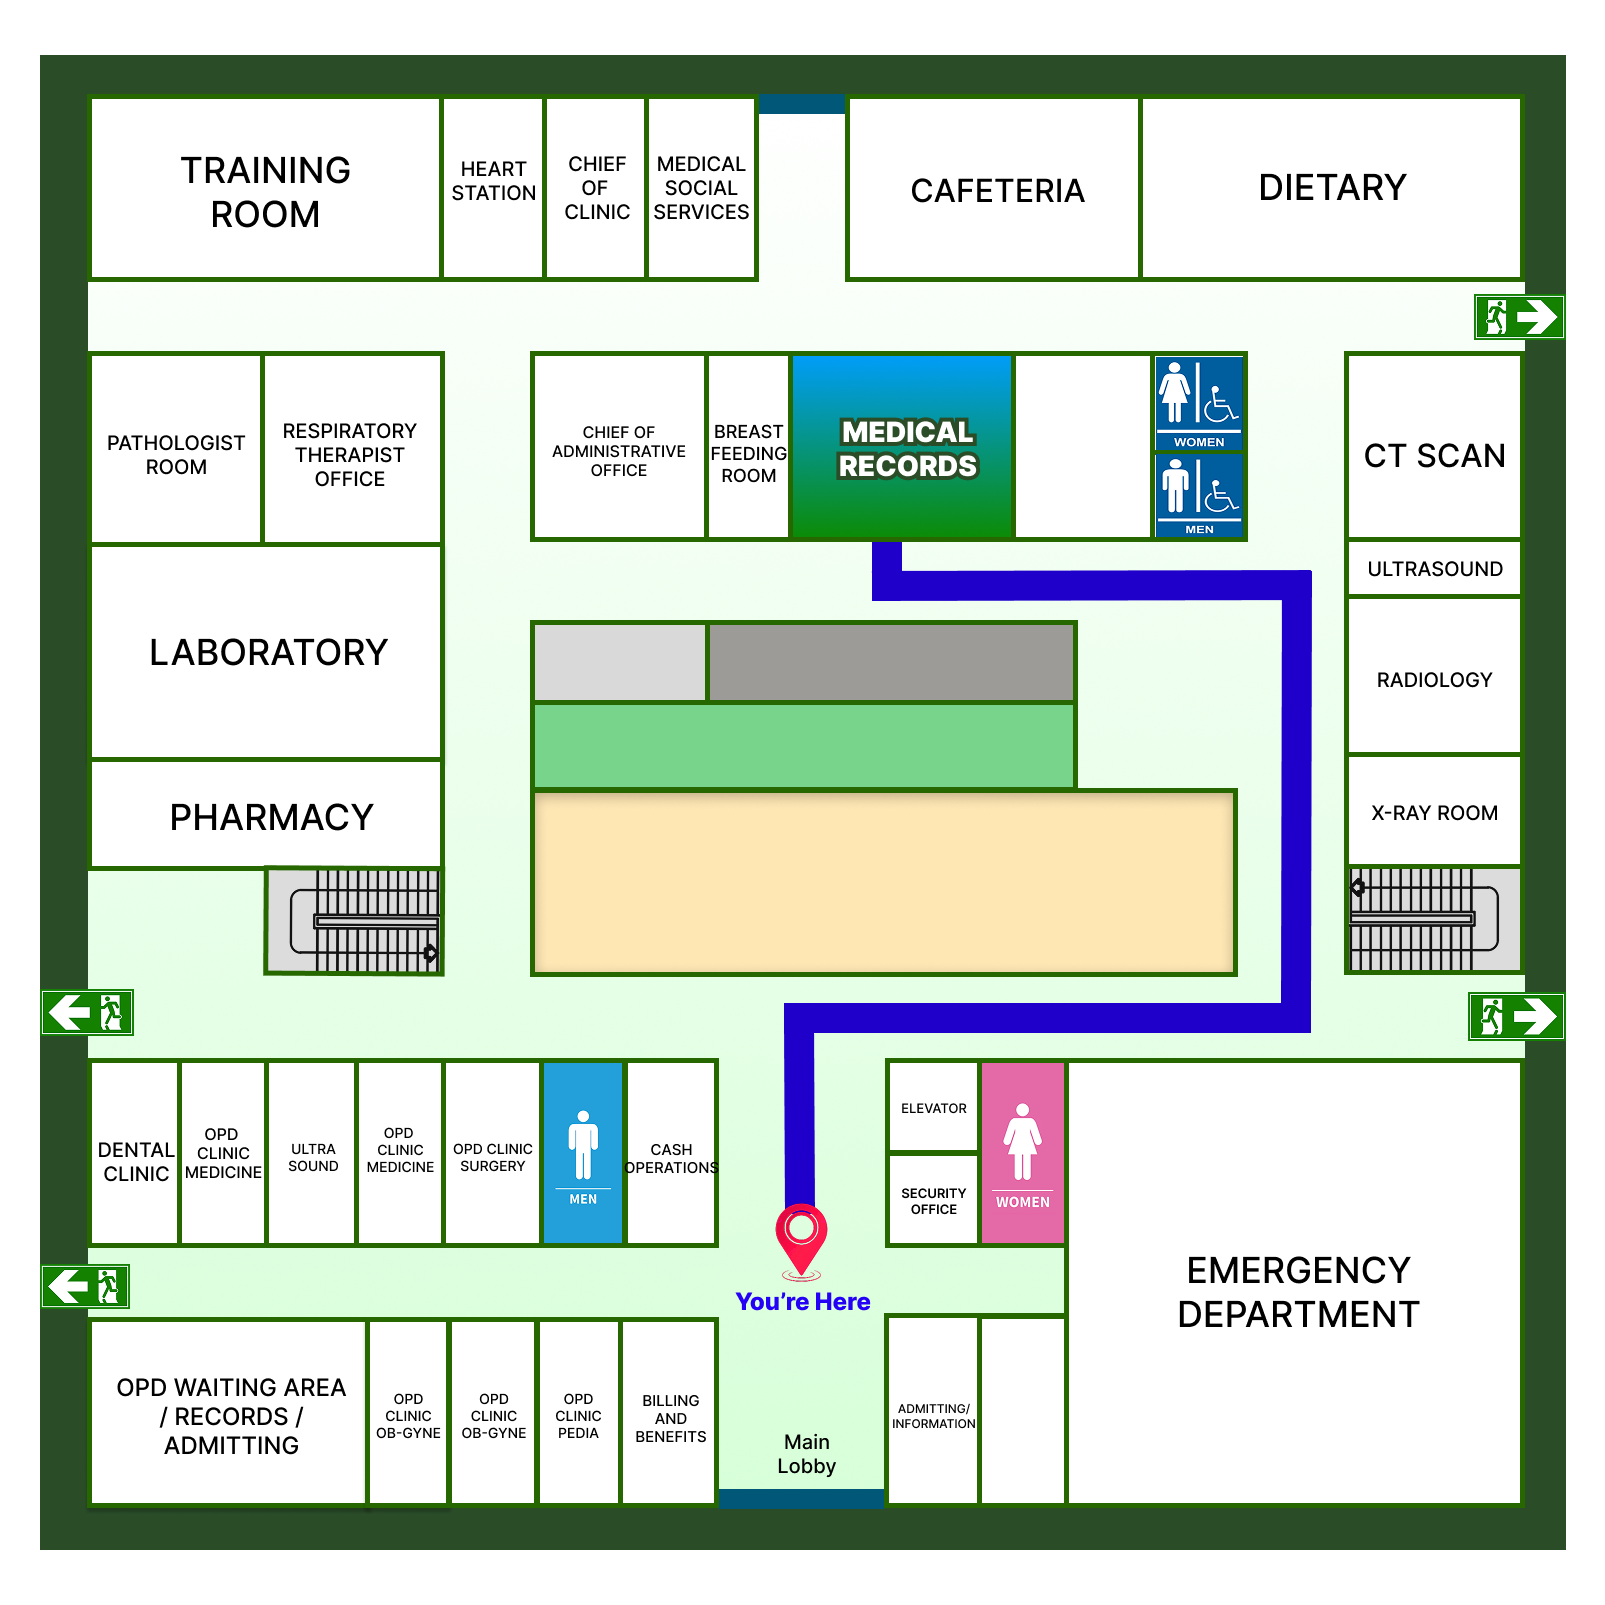 TRAINING
ROOM
HEART
STATION
CHIEF
OF
CLINIC
MEDICAL
SOCIAL
SERVICES
CAFETERIA
DIETARY
PATHOLOGIST
ROOM
RESPIRATORY
THERAPIST
OFFICE
CHIEF OF
ADMINISTRATIVE
OFFICE
BREAST
FEEDING
ROOM
MEDICAL
RECORDS
WOMEN
MEN
CT SCAN
ULTRASOUND
LABORATORY
RADIOLOGY
PHARMACY
X-RAY ROOM
DENTAL
CLINIC
OPD
CLINIC
MEDICINE
ULTRA
SOUND
OPD
CLINIC
MEDICINE
OPD CLINIC
SURGERY
MEN
CASH
OPERATIONS
ELEVATOR
SECURITY
OFFICE
WOMEN
You're Here
EMERGENCY
DEPARTMENT
OPD WAITING AREA
/ RECORDS /
ADMITTING
OPD
CLINIC
OB-GYNE
OPD
CLINIC
OB-GYNE
OPD
CLINIC
PEDIA
BILLING
AND
BENEFITS
Main
Lobby
ADMITTING/
INFORMATION